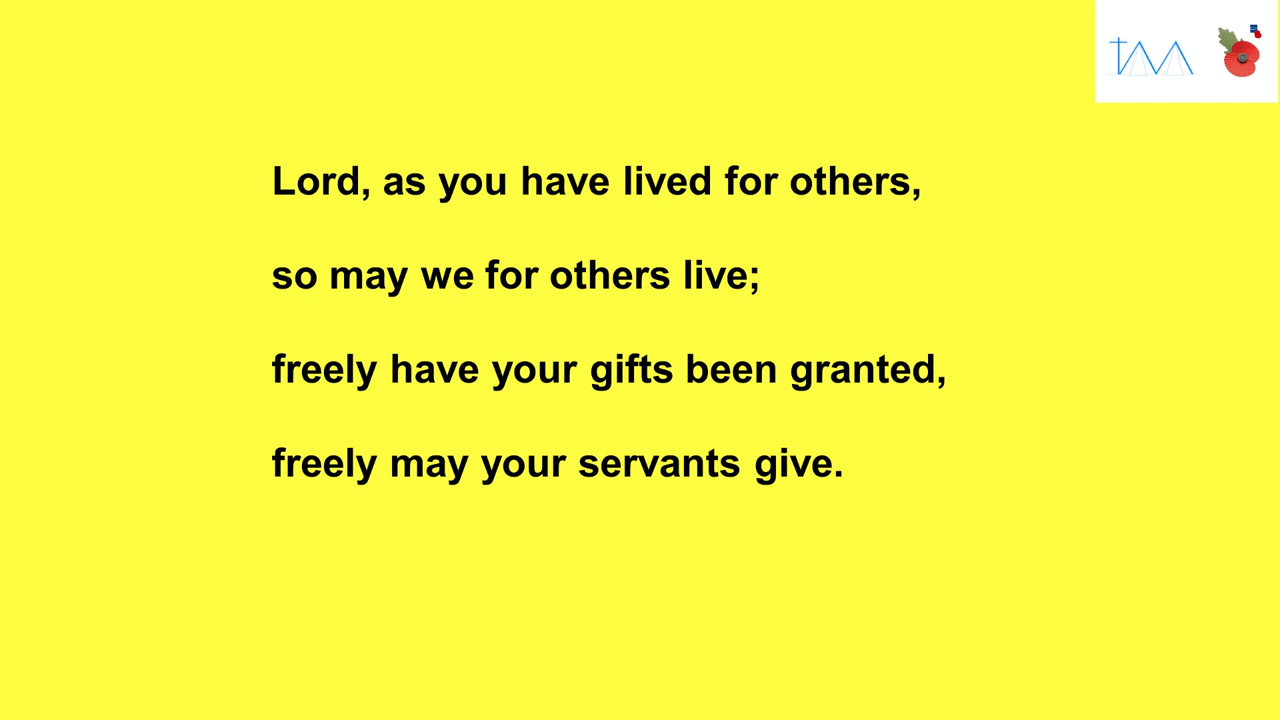 Lord, as you have lived for others,
so may we for others live;
freely have your gifts been granted,
freely may your servants give.